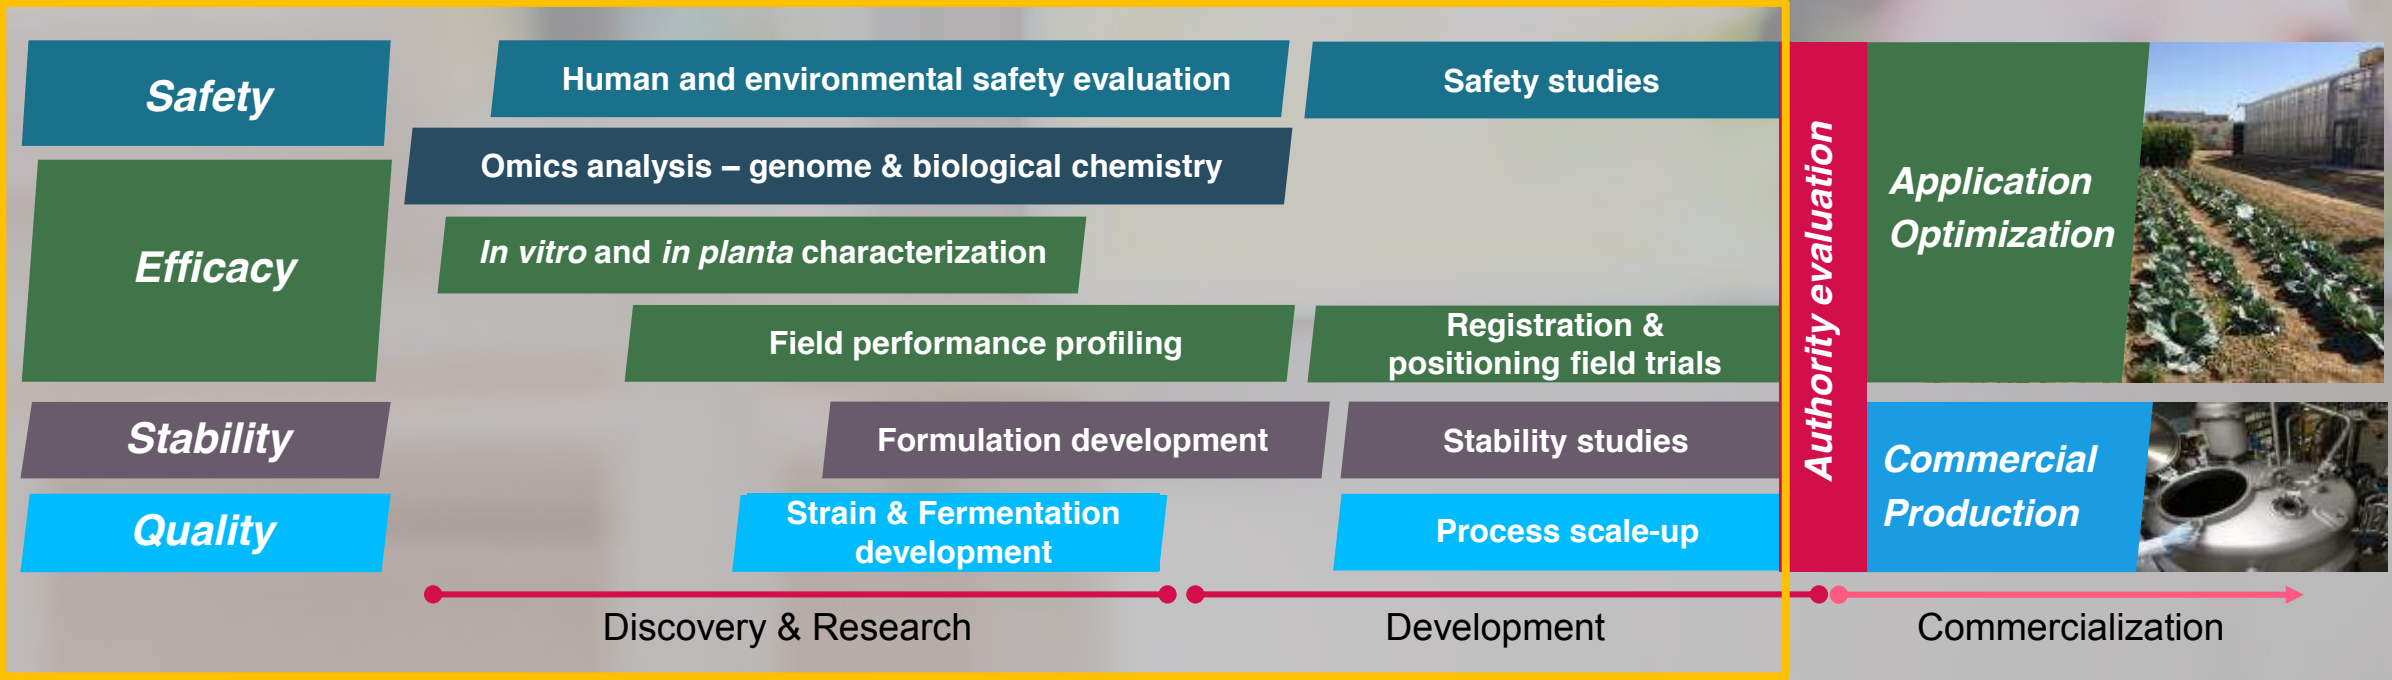 Safety
Human and environmental safety evaluation
Safety studies
Omics analysis – genome & biological chemistry
Efficacy
In vitro and in planta characterization
Field performance profiling
Registration &
positioning field trials
Stability
Formulation development
Stability studies
Quality
Strain & Fermentation
development
Process scale-up
Authority evaluation
Application
Optimization
Commercial
Production
Discovery & Research
Development
Commercialization